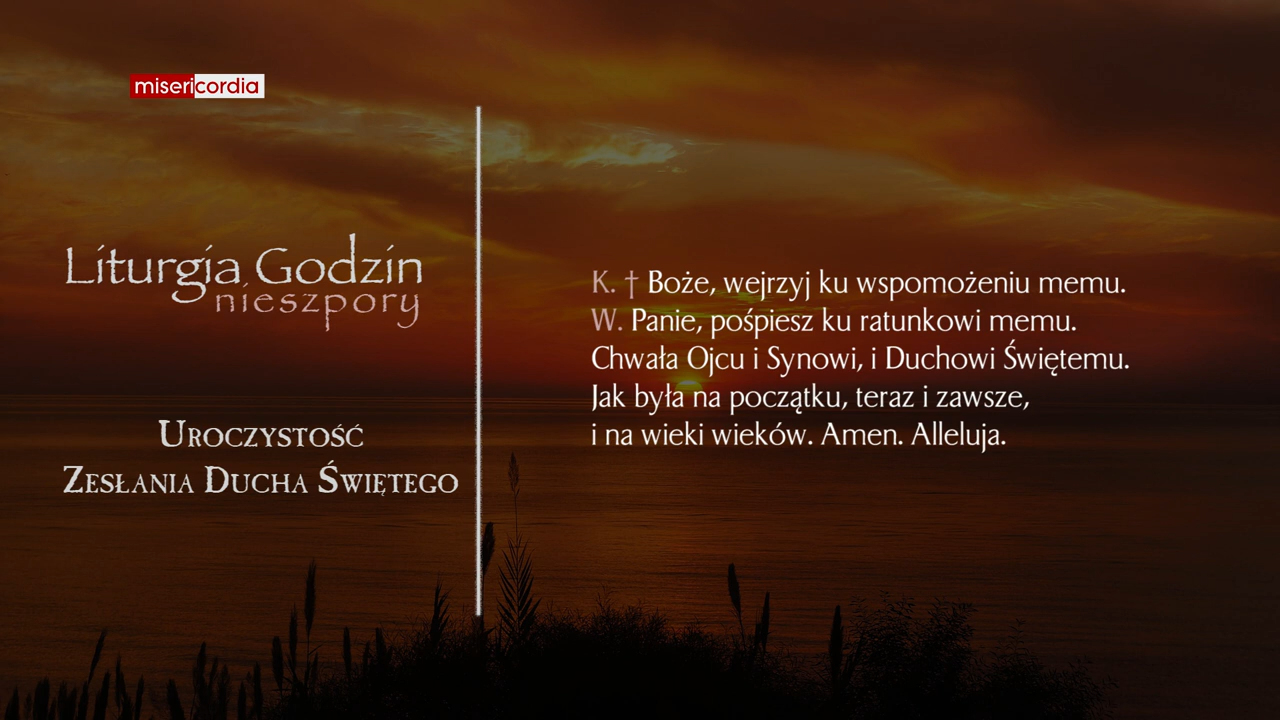 misericordia
Liturgia Godzin
nieszpory
Uroczystość
Zesłania Ducha Świętego
K. † Boże, wejrzyj ku wspomożeniu memu.
W. Panie, pośpiesz ku ratunkowi memu.
Chwała Ojcu i Synowi, i Duchowi Świętemu.
Jak była na początku, teraz i zawsze,
i na wieki wieków. Amen. Alleluja.